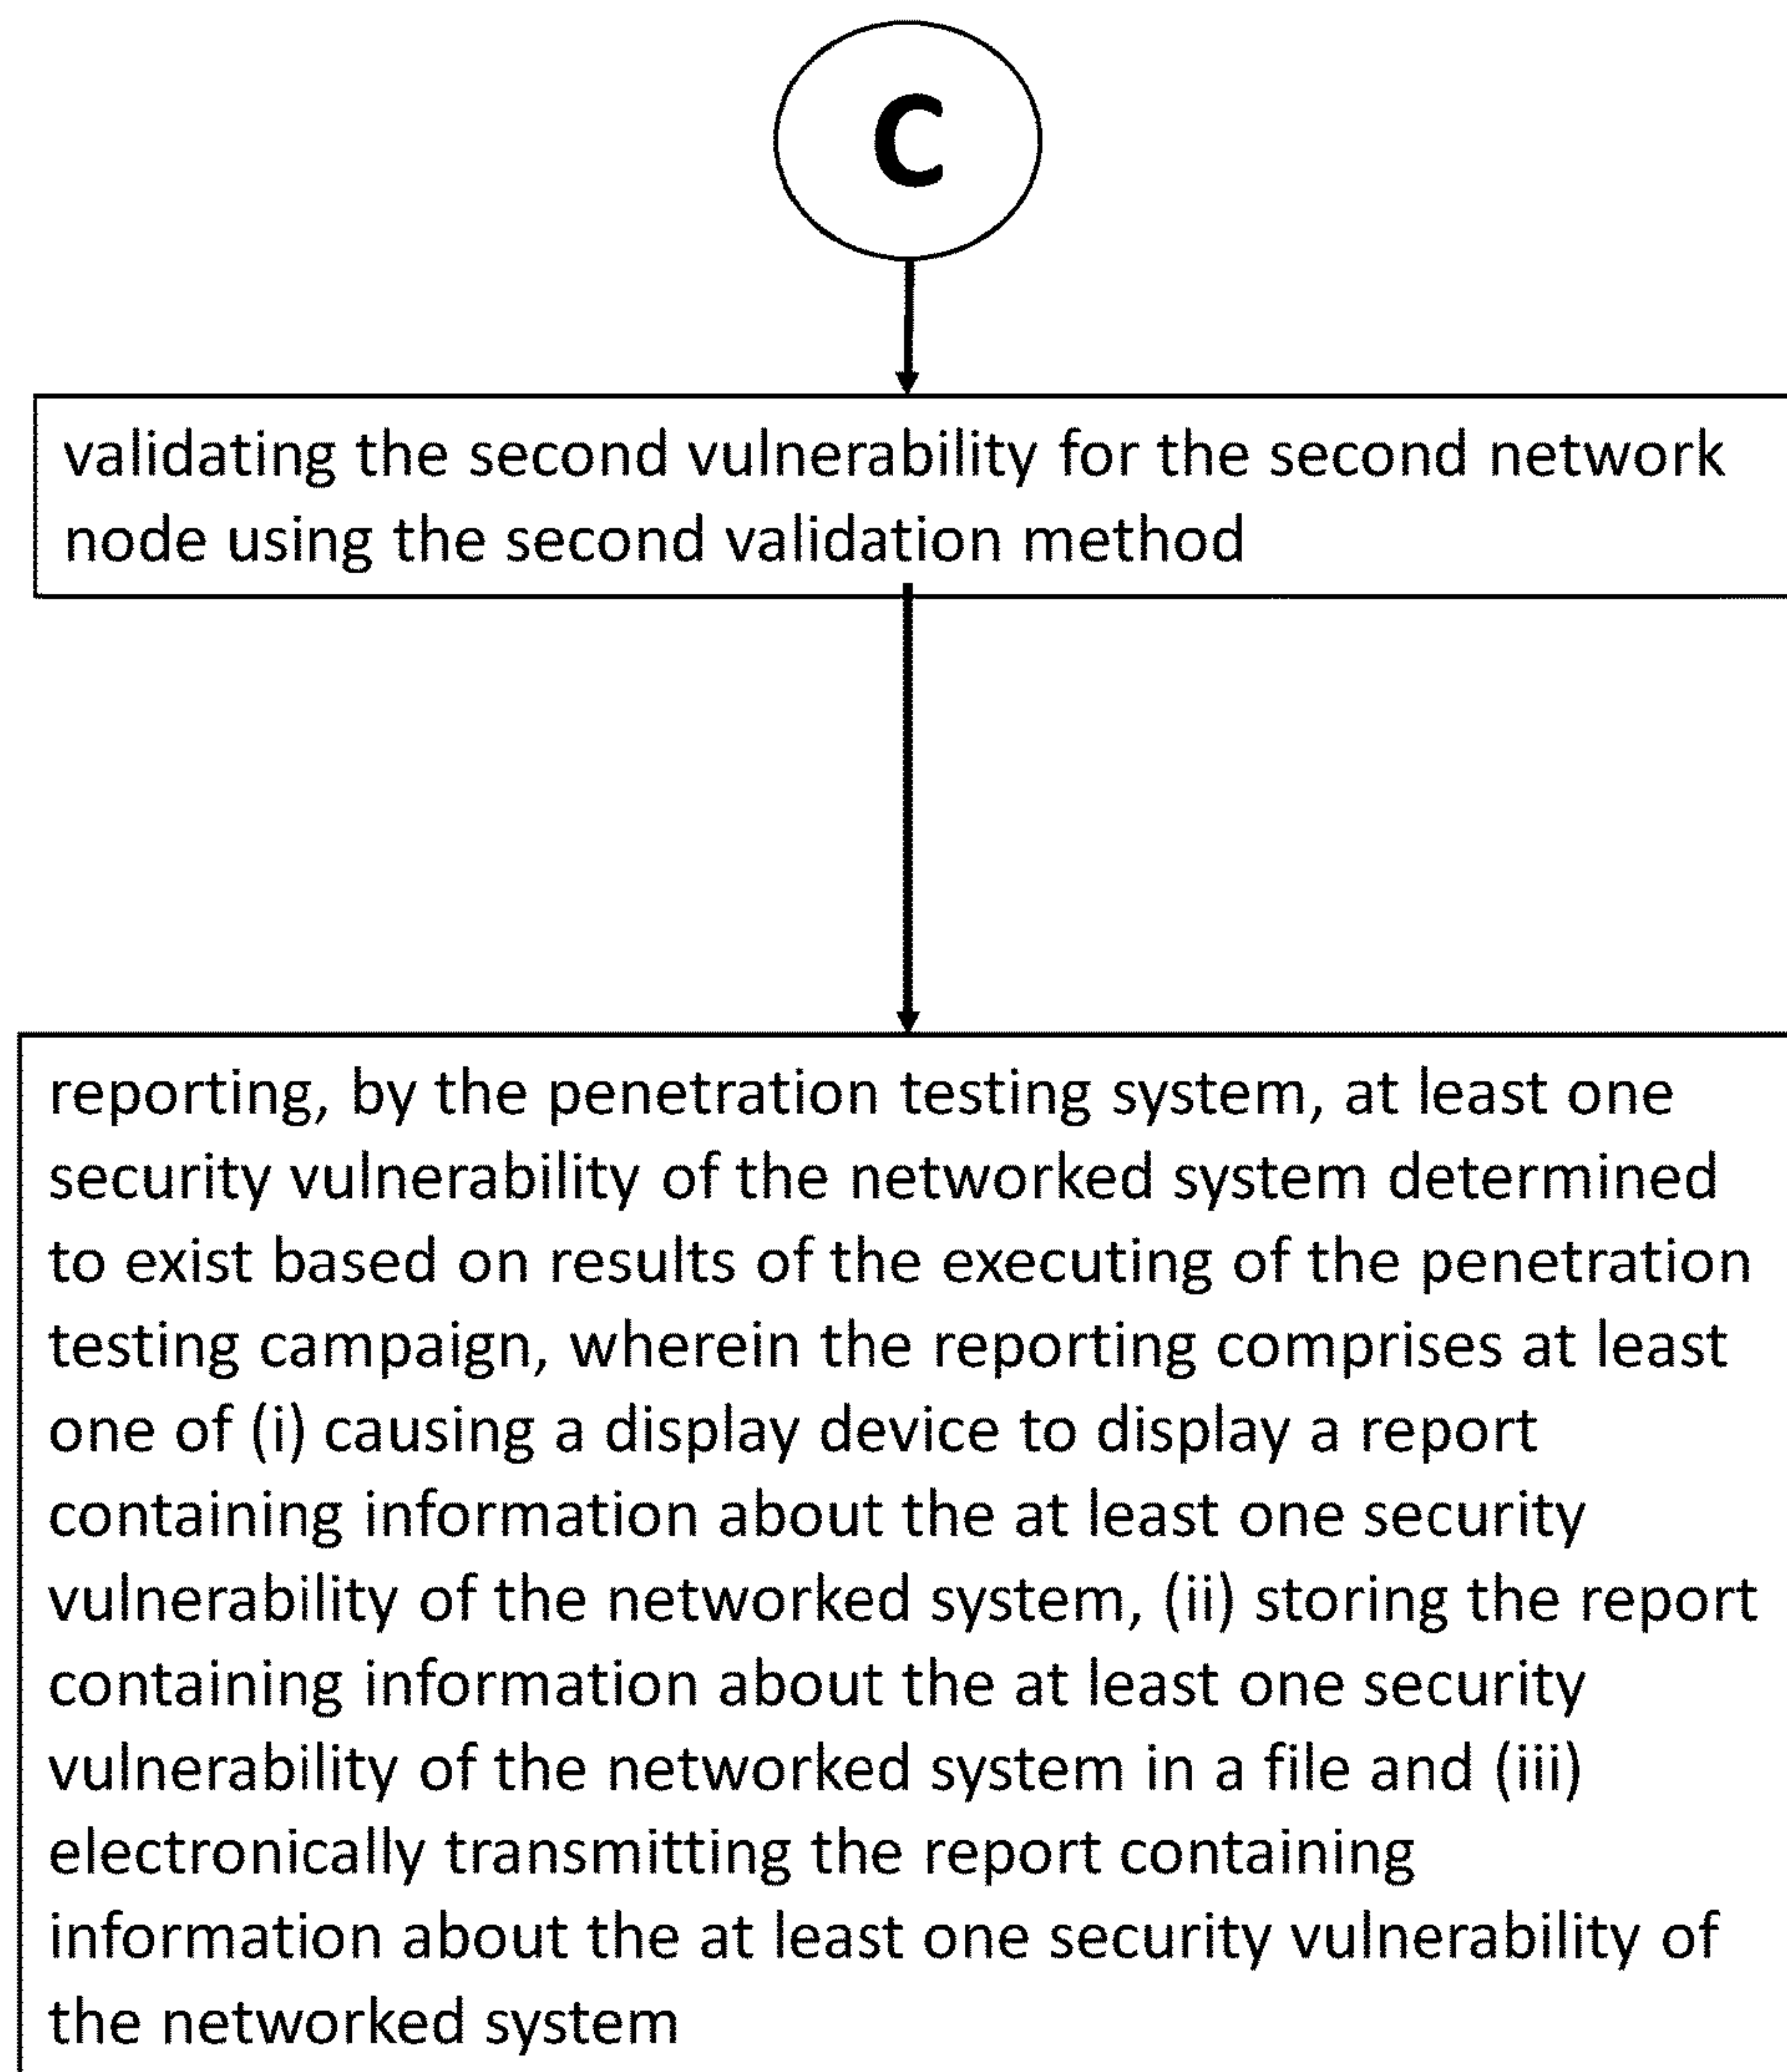 C
validating the second vulnerability for the second network
node using the second validation method
reporting, by the penetration testing system, at least one
security vulnerability of the networked system determined
to exist based on results of the executing of the penetration
testing campaign, wherein the reporting comprises at least
one of (i) causing a display device to display a report
containing information about the at least one security
vulnerability of the networked system, (ii) storing the report
containing information about the at least one security
vulnerability of the networked system in a file and (iii)
electronically transmitting the report containing
information about the at least one security vulnerability of
the networked system